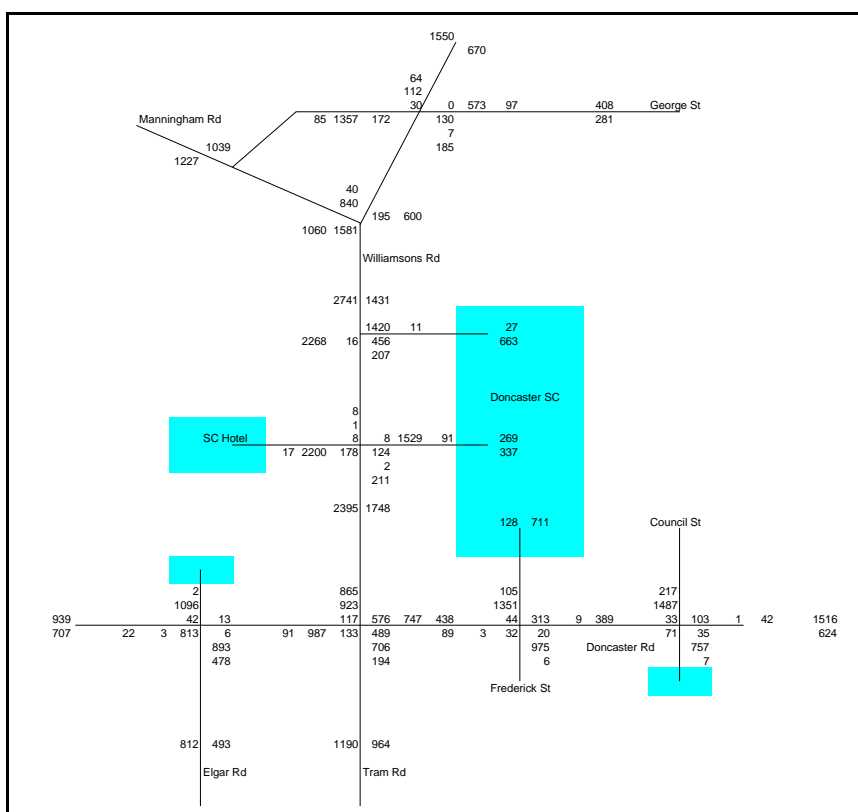 1550
670
64
112
30 0 573 97 408 George St
85 1357 172 130 281
7
185
Manningham Rd
1039
1227
40
840
195 600
1060 1581
Williamsons Rd
2741 1431
1420 11 27
2268 16 456 663
207
Doncaster SC
8
1
SC Hotel 8 8 1529 91 269
17 2200 178 124 337
2
211
2395 1748
128 711 Council St
2 865 105 217
1096 923 1351 1487
939 42 13 117 576 747 438 44 313 9 389 33 103 1 42 1516
707 22 3 813 6 91 987 133 489 89 3 32 20 71 35 624
893 706 975 Doncaster Rd 757
478 194 6 7
Frederick St
812 493 1190 964
Elgar Rd Tram Rd